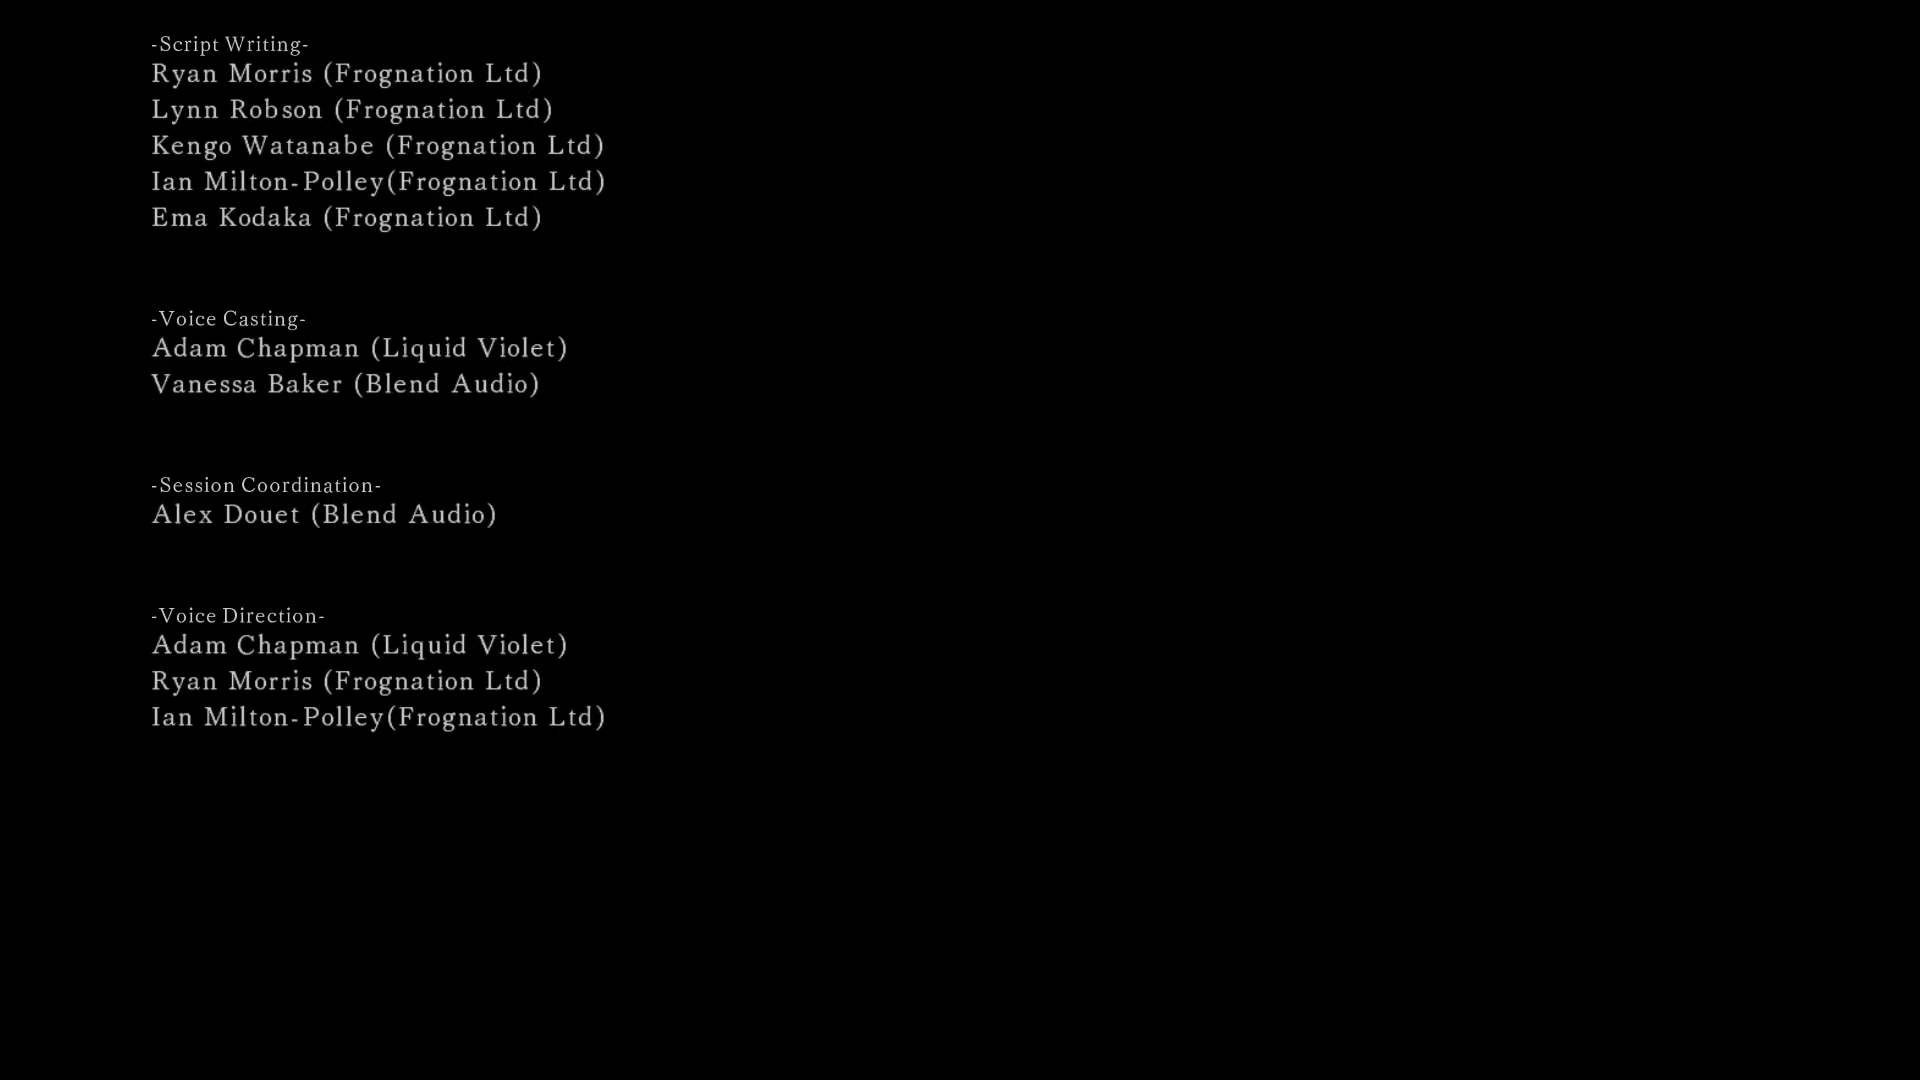 -Script Writing-
Ryan Morris (Frognation Ltd)
Lynn Robson (Frognation Ltd)
Kengo Watanabe (Frognation Ltd)
Ian Milton-Polley(Frognation Ltd)
Ema Kodaka (Frognation Ltd)
-Voice Casting-
Adam Chapman (Liquid Violet)
Vanessa Baker (Blend Audio)
-Session Coordination-
Alex Douet (Blend Audio)
-Voice Direction-
Adam Chapman (Liquid Violet)
Ryan Morris (Frognation Ltd)
Ian Milton-Polley(Frognation Ltd)